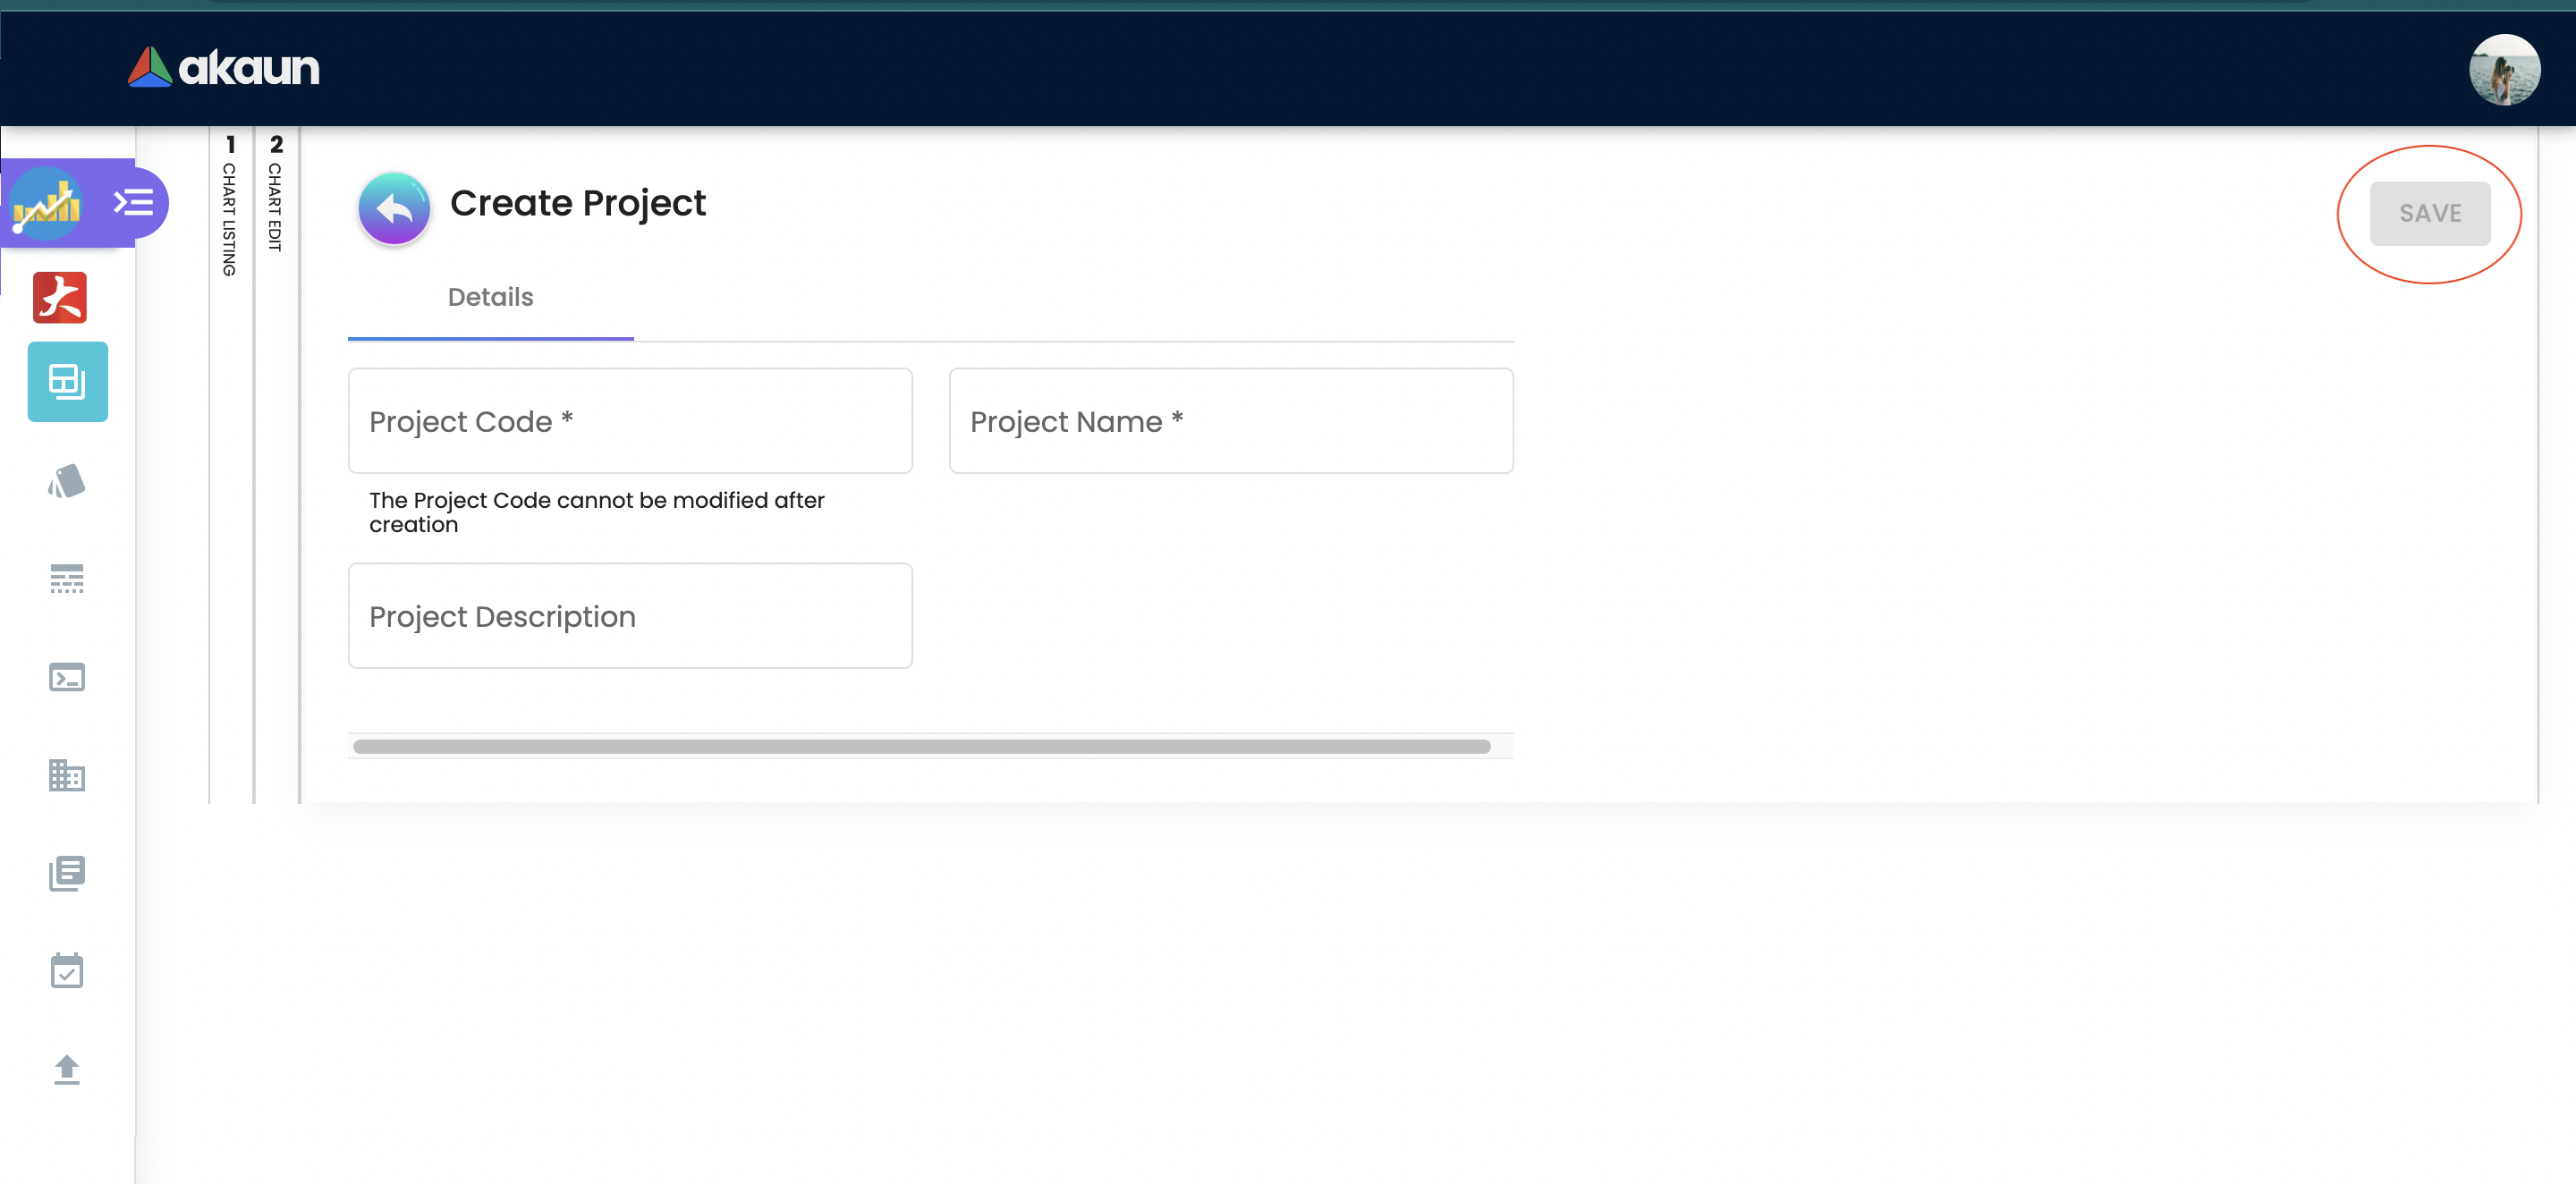 akaun
1
CHART LISTING
2
CHART EDIT
Create Project
SAVE
Details
Project Code *
Project Name *
The Project Code cannot be modified after
creation
Project Description